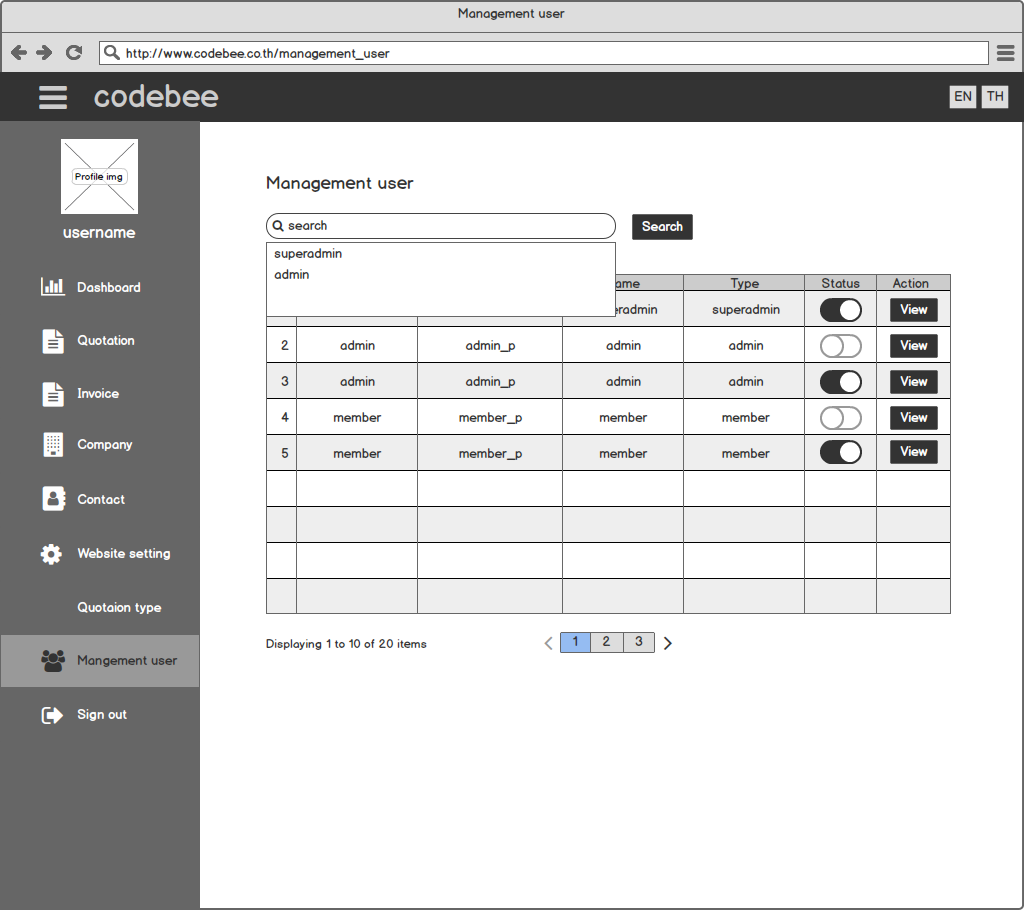 Management user
http://www.codebee.co.th/management_user
codebee
EN TH
Profile img
username
Dashboard
Quotation
Invoice
Company
Contact
Website setting
Quotaion type
Mangement user
Sign out
Management user
search Search
superadmin
admin
ame Type Status Action
eradmin superadmin View
2 admin admin_p admin admin View
3 admin admin_p admin admin View
4 member member_p member member View
5 member member_p member member View
Displaying 1 to 10 of 20 items 1 2 3